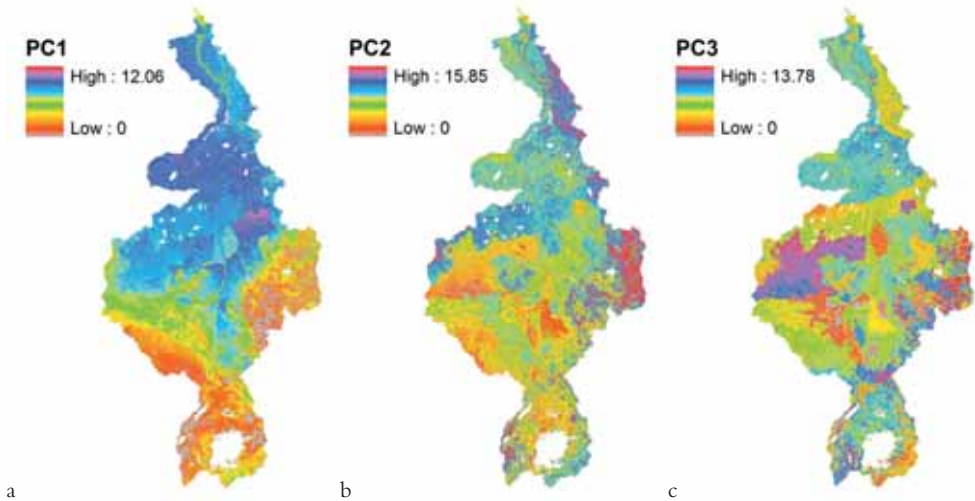 PC1
High : 12.06
Low : 0
PC2
High : 15.85
Low : 0
PC3
High : 13.78
Low : 0
a
b
c